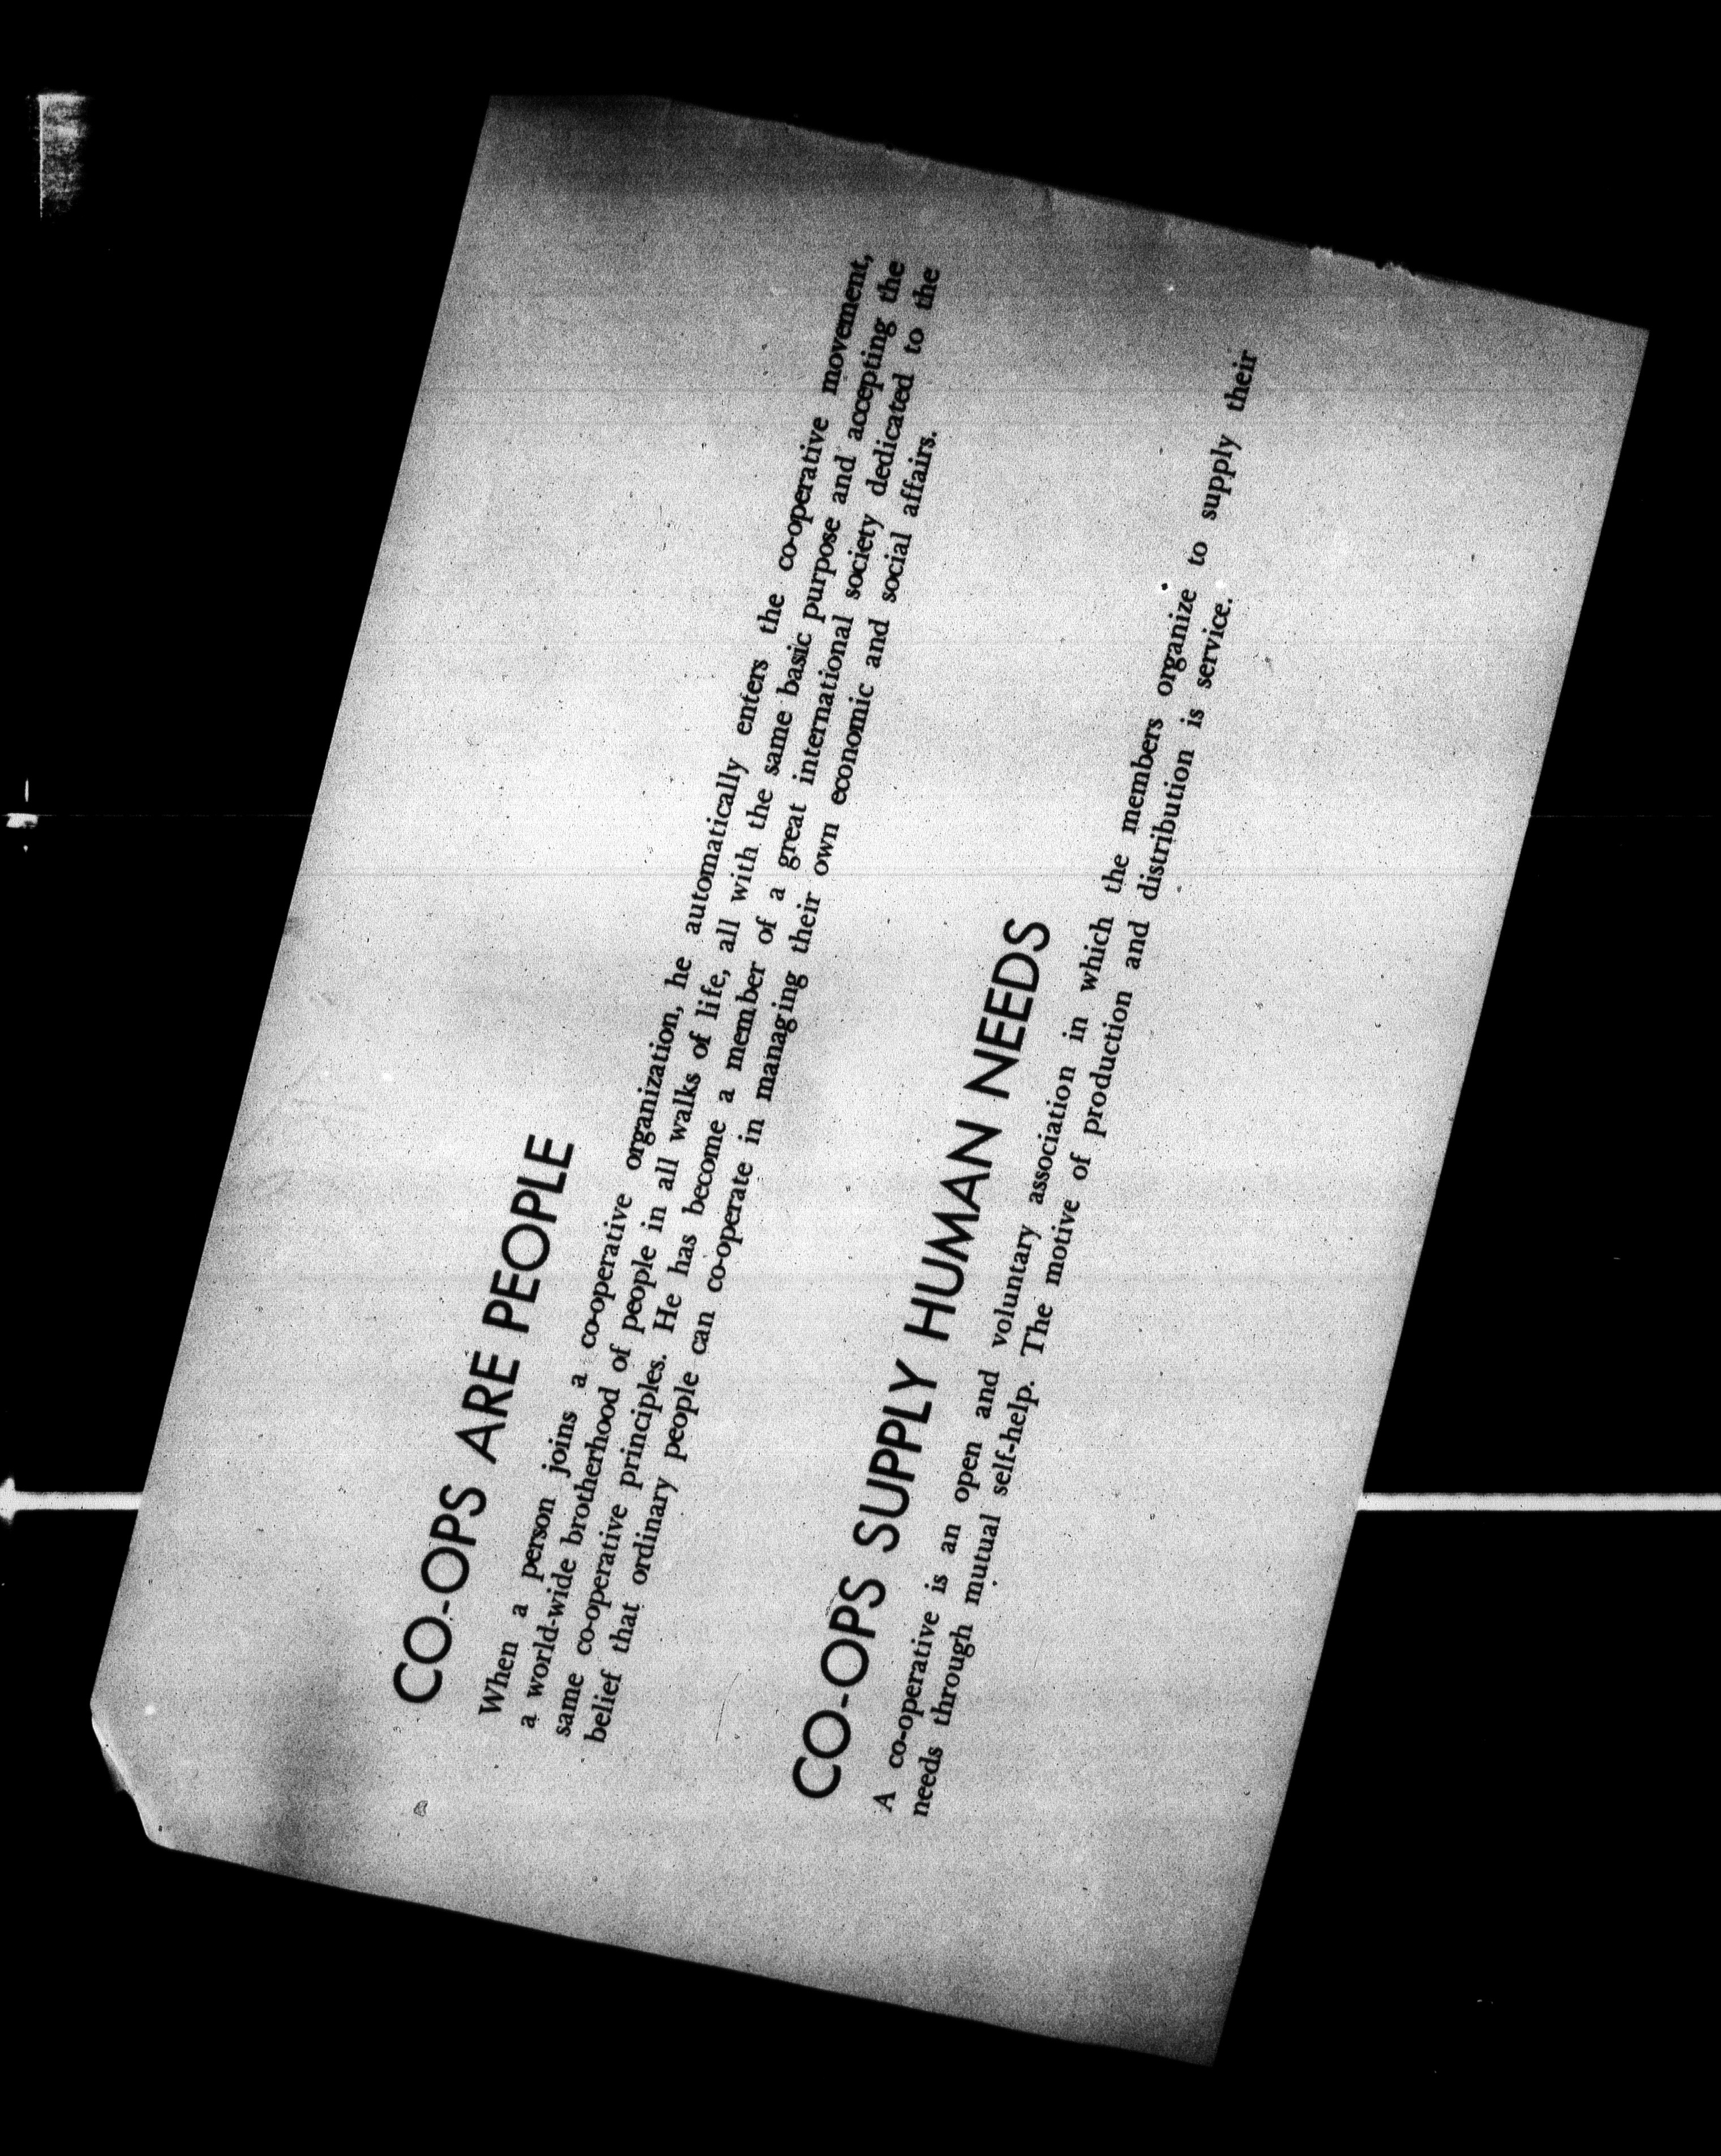 CO-OPS ARE PEOPLE
When a person joins a co-operative organization, he automatically enters the co-operative movement,
a world-wide brotherhood of people in all walks of life, all with the same basic purpose and accepting the
same co-operative principles. He has become a member of a great international society dedicated to the
belief that ordinary people can co-operate in managing their own economic and social affairs.
CO-OPS SUPPLY HUMAN NEEDS
A co-operative is an open and voluntary association in which the members organize to supply their
needs through mutual self-help. The motive of production and distribution is service.